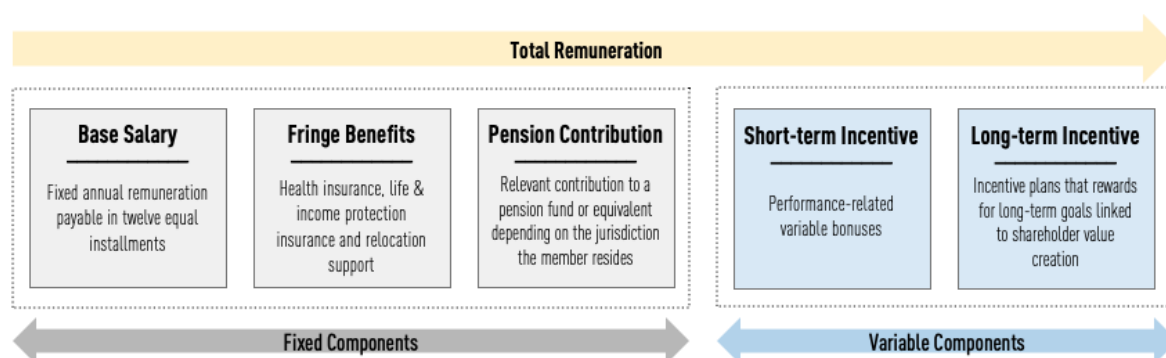 Total Remuneration
Base Salary
Fixed annual remuneration
payable in twelve equal
installments
Fringe Benefits
Health insurance, life &
income protection
insurance and relocation
support
Pension Contribution
Relevant contribution to a
pension fund or equivalent
depending on the jurisdiction
the member resides
Short-term Incentive
Performance-related
variable bonuses
Long-term Incentive
Incentive plans that rewards
for long-term goals linked
to shareholder value
creation
Fixed Components
Variable Components